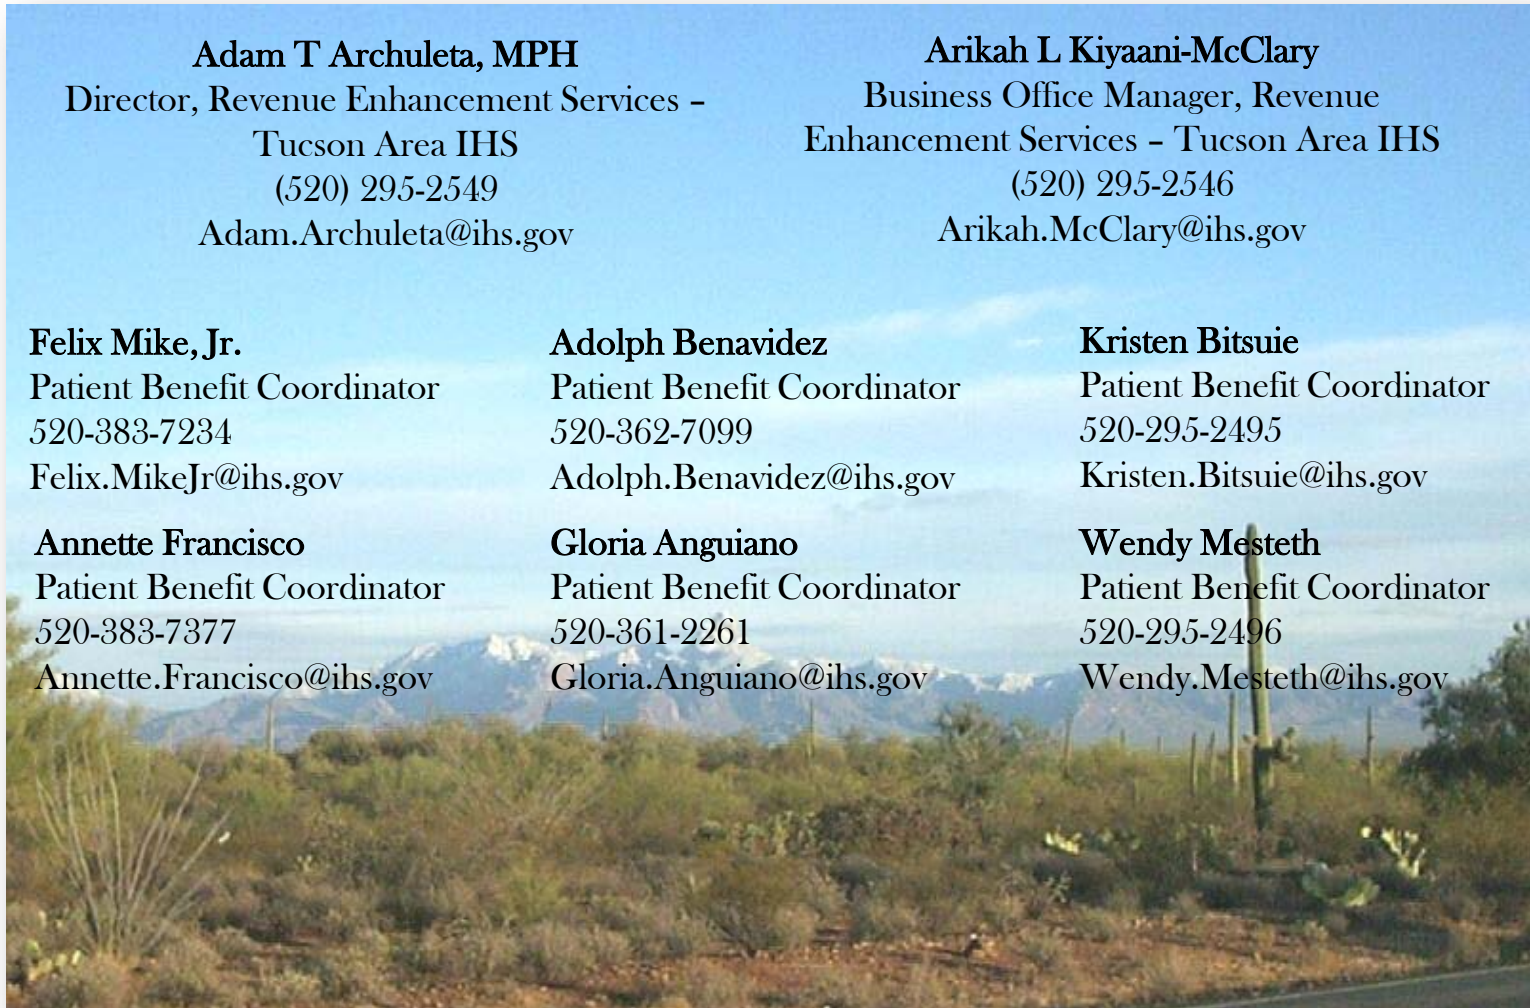 Adam T Archuleta, MPH
Director, Revenue Enhancement Services –
Tucson Area IHS
(520) 295-2549
Adam.Archuleta@ihs.gov
Arikah L Kiyaani-McClary
Business Office Manager, Revenue
Enhancement Services – Tucson Area IHS
(520) 295-2546
Arikah.McClary@ihs.gov
Felix Mike, Jr.
Patient Benefit Coordinator
520-383-7234
Felix.MikeJr@ihs.gov
Adolph Benavidez
Patient Benefit Coordinator
520-362-7099
Adolph.Benavidez@ihs.gov
Kristen Bitsuie
Patient Benefit Coordinator
520-295-2495
Kristen.Bitsuie@ihs.gov
Annette Francisco
Patient Benefit Coordinator
520-383-7377
Annette.Francisco@ihs.gov
Gloria Anguiano
Patient Benefit Coordinator
520-361-2261
Gloria.Anguiano@ihs.gov
Wendy Mesteth
Patient Benefit Coordinator
520-295-2496
Wendy.Mesteth@ihs.gov